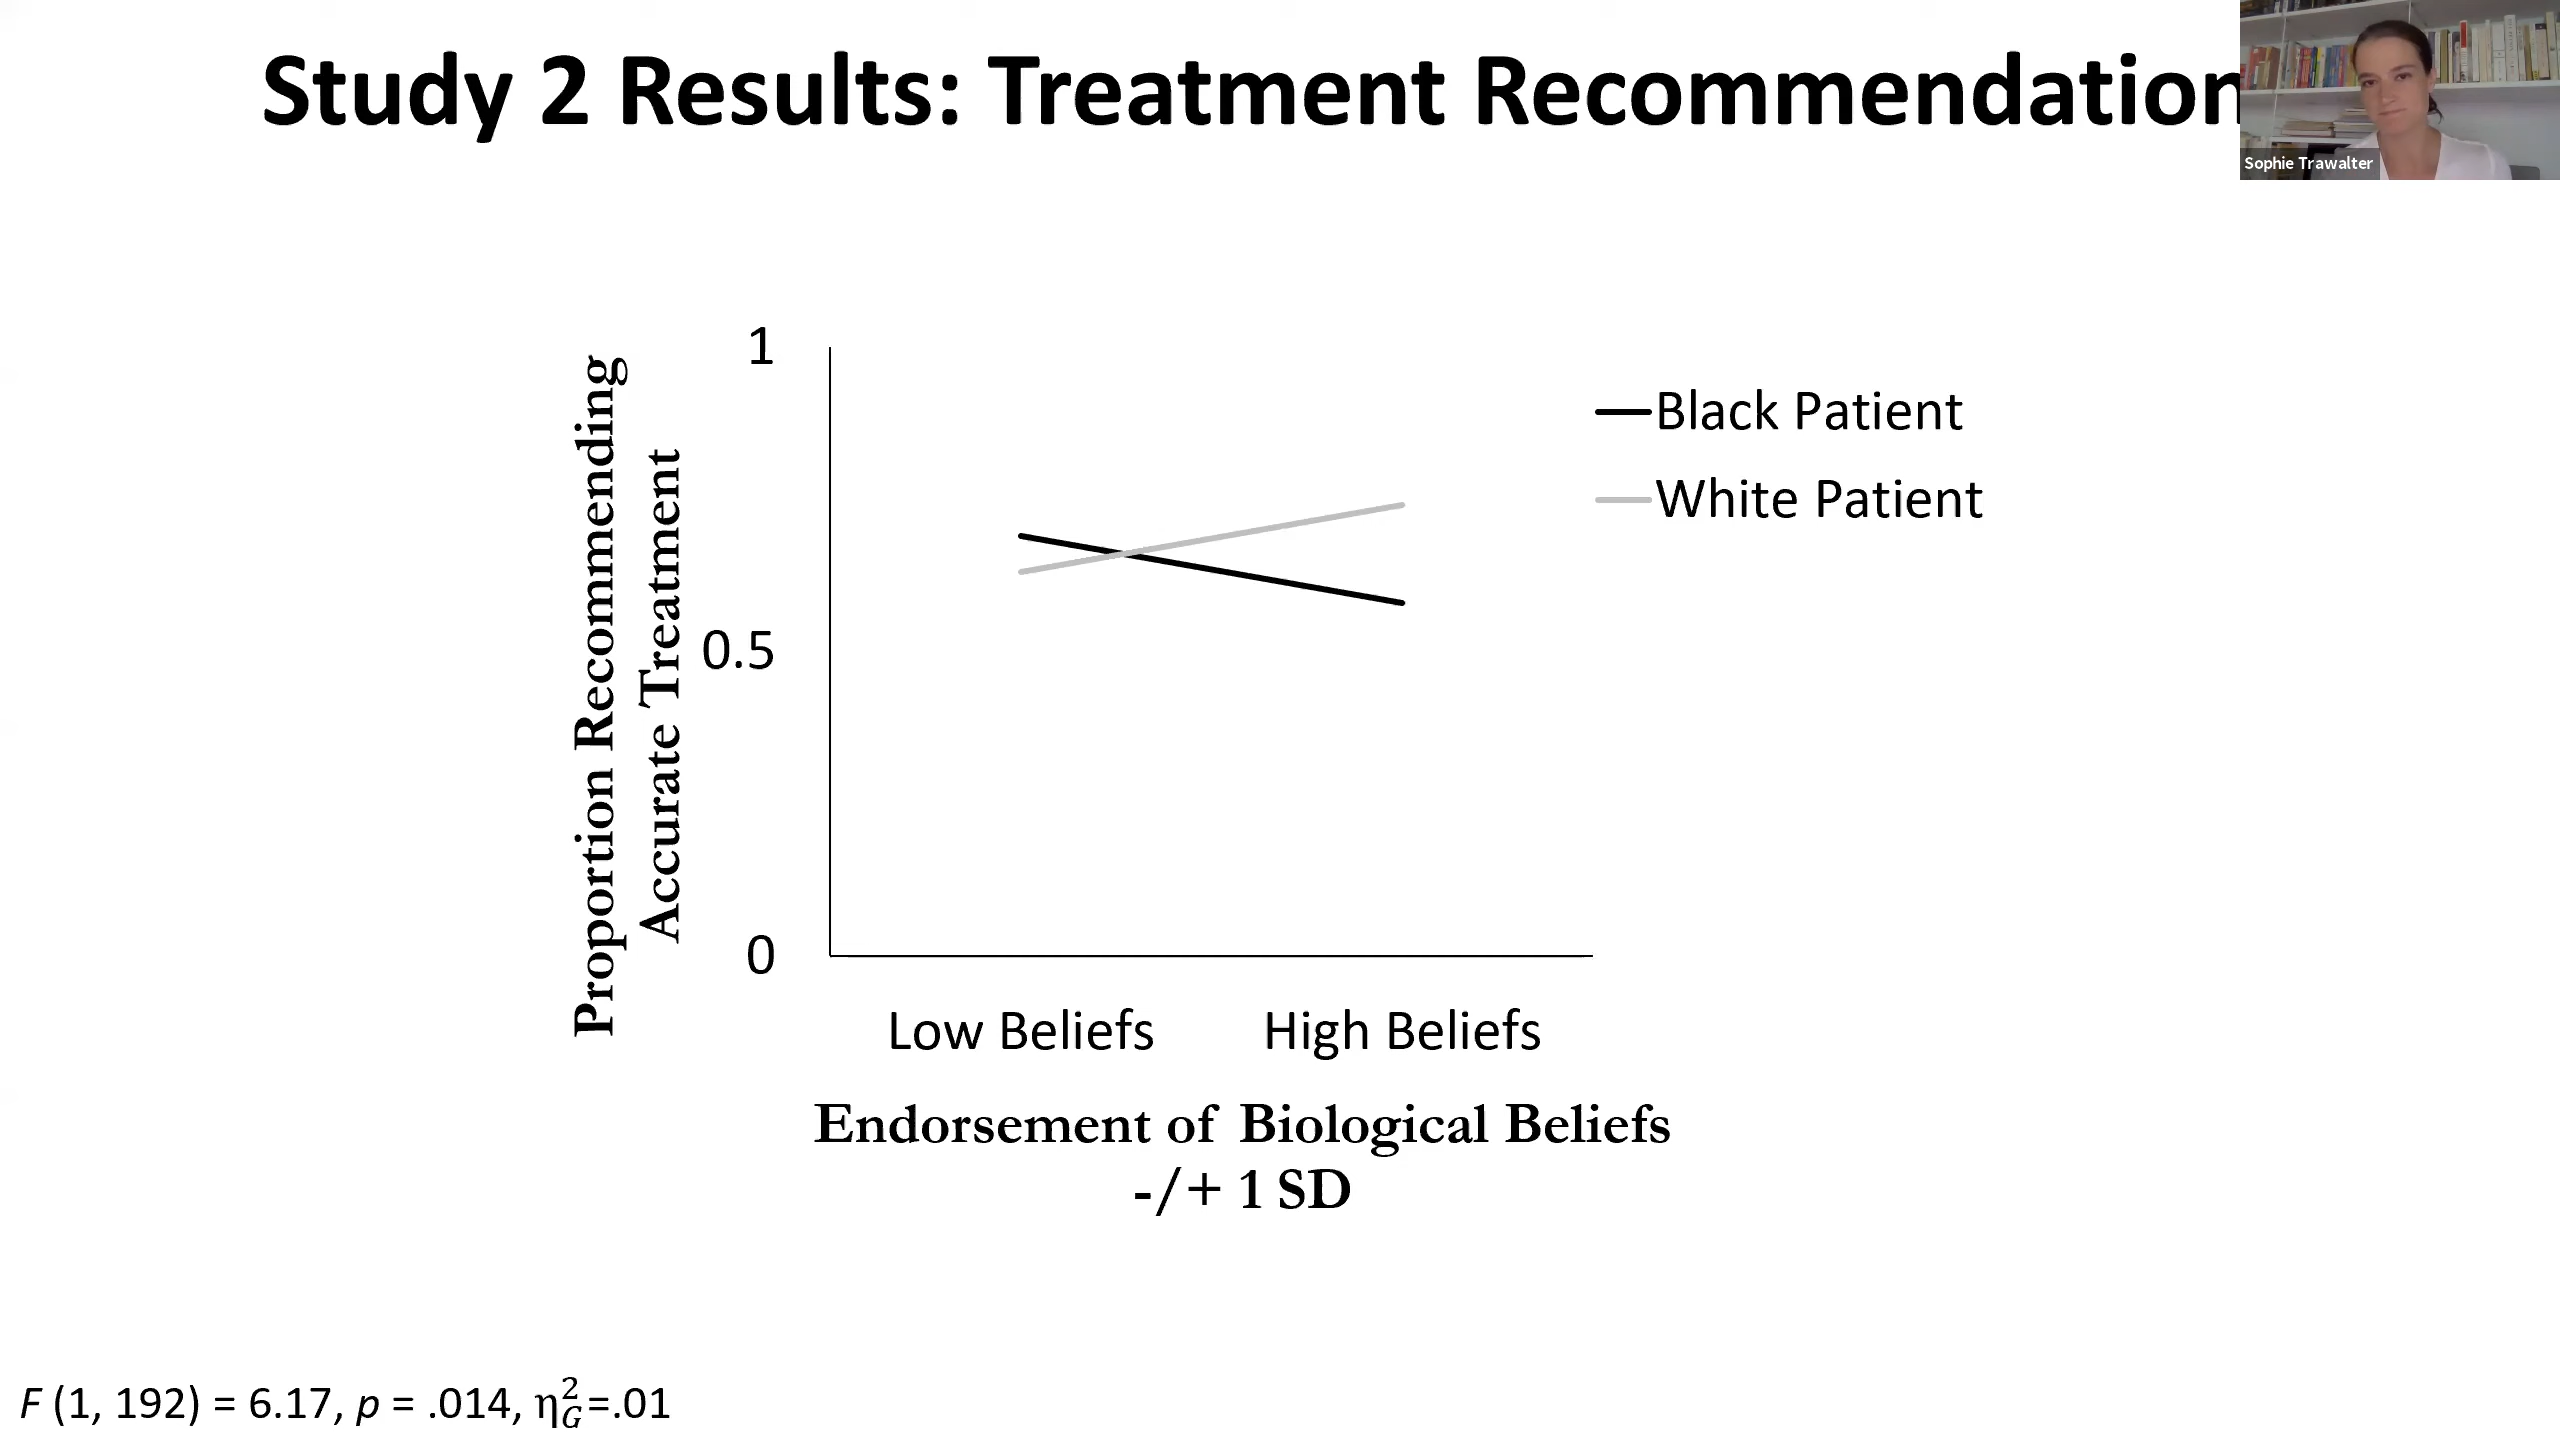 Study 2 Results: Treatment Recommendation
Sophie Trawalter
Proportion Recommending
Accurate Treatment
1
0.5
0
Black Patient
White Patient
Low Beliefs
High Beliefs
Endorsement of Biological Beliefs
-/+ 1 SD
F (1, 192) = 6.17, p = .014, η²_G=.01